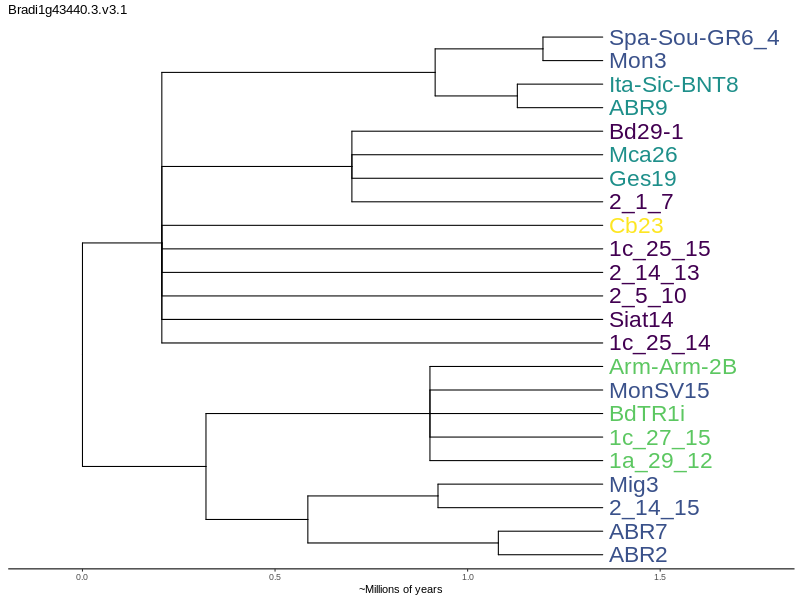 Bradi1g43440.3.v3.1
Spa-Sou-GR6_4
Mon3
Ita-Sic-BNT8
ABR9
Bd29-1
Mca26
Ges19
2_1_7
Cb23
1c_25_15
2_14_13
2_5_10
Siat14
1c_25_14
Arm-Arm-2B
MonSV15
BdTR1i
1c_27_15
1a_29_12
Mig3
2_14_15
ABR7
ABR2
0.0 0.5 1.0 1.5
~Millions of years